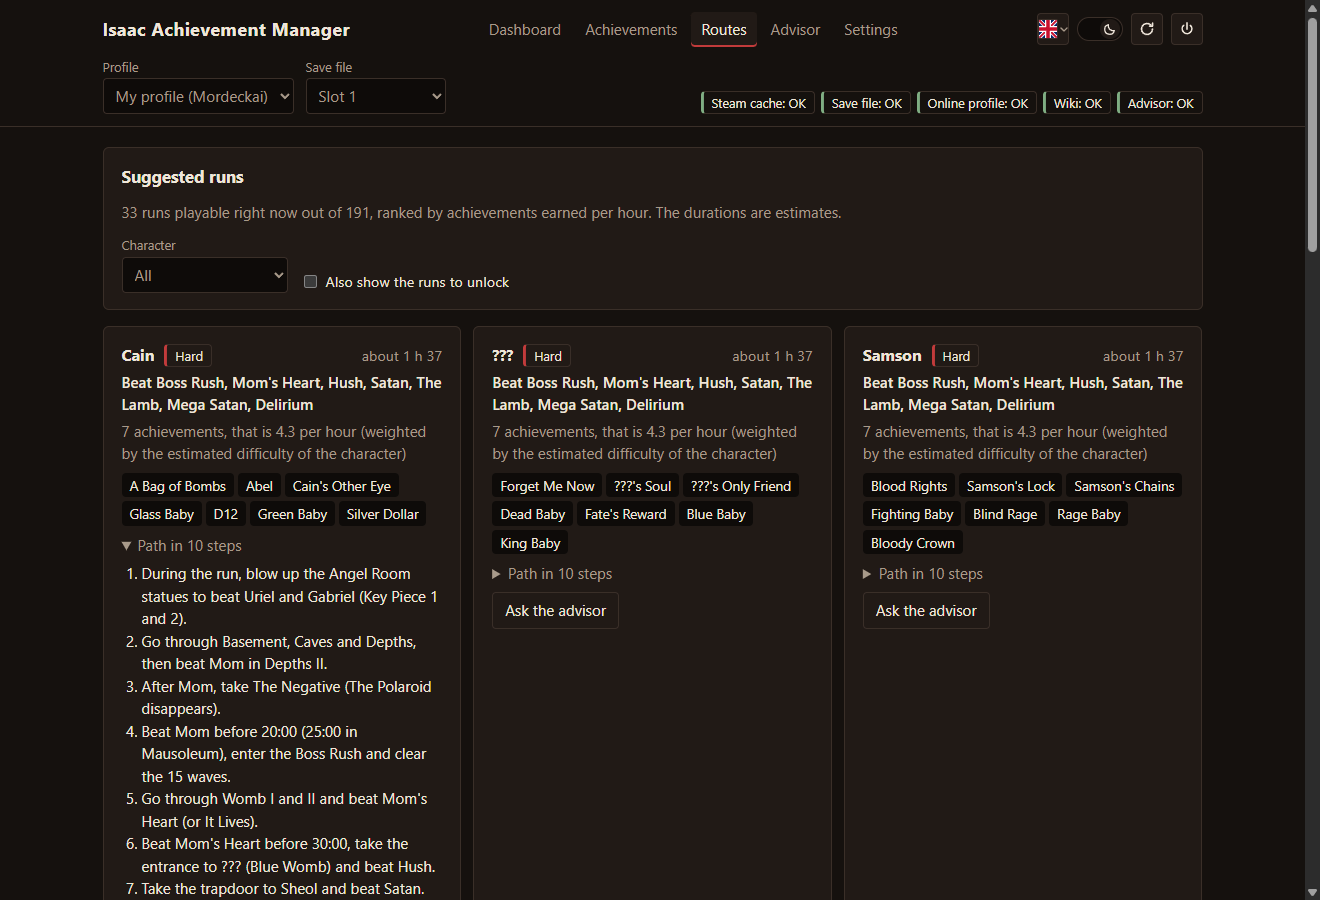 Isaac Achievement Manager
Dashboard
Achievements
Routes
Advisor
Settings
Profile
Save file
My profile (Mordeckai)
Slot 1
Steam cache: OK
Save file: OK
Online profile: OK
Wiki: OK
Advisor: OK
Suggested runs
33 runs playable right now out of 191, ranked by achievements earned per hour. The durations are estimates.
Character
All
Also show the runs to unlock
Cain
Hard
about 1 h 37
Beat Boss Rush, Mom's Heart, Hush, Satan, The
Lamb, Mega Satan, Delirium
7 achievements, that is 4.3 per hour (weighted
by the estimated difficulty of the character)
A Bag of Bombs
Abel
Cain's Other Eye
Glass Baby
D12
Green Baby
Silver Dollar
Path in 10 steps
1. During the run, blow up the Angel Room
statues to beat Uriel and Gabriel (Key Piece 1
and 2).
2. Go through Basement, Caves and Depths,
then beat Mom in Depths II.
3. After Mom, take The Negative (The Polaroid
disappears).
4. Beat Mom before 20:00 (25:00 in
Mausoleum), enter the Boss Rush and clear
the 15 waves.
5. Go through Womb I and II and beat Mom's
Heart (or It Lives).
6. Beat Mom's Heart before 30:00, take the
entrance to ??? (Blue Womb) and beat Hush.
7. Take the trapdoor to Sheol and beat Satan.
???
Hard
about 1 h 37
Beat Boss Rush, Mom's Heart, Hush, Satan, The
Lamb, Mega Satan, Delirium
7 achievements, that is 4.3 per hour (weighted
by the estimated difficulty of the character)
Forget Me Now
???'s Soul
???'s Only Friend
Dead Baby
Fate's Reward
Blue Baby
King Baby
Path in 10 steps
Ask the advisor
Samson
Hard
about 1 h 37
Beat Boss Rush, Mom's Heart, Hush, Satan, The
Lamb, Mega Satan, Delirium
7 achievements, that is 4.3 per hour (weighted
by the estimated difficulty of the character)
Blood Rights
Samson's Lock
Samson's Chains
Fighting Baby
Blind Rage
Rage Baby
Bloody Crown
Path in 10 steps
Ask the advisor